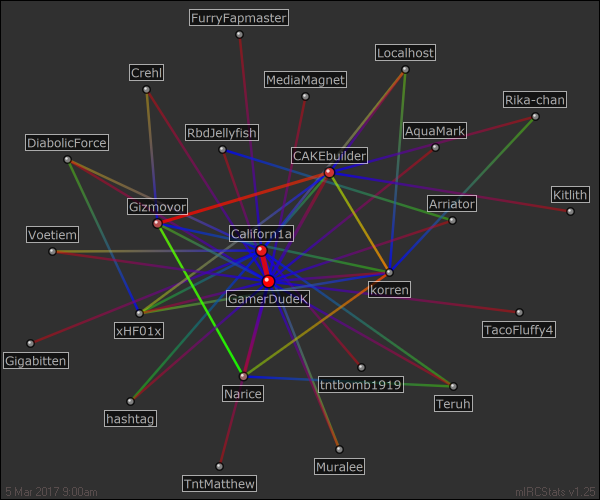 FurryFapmaster
Localhost
Crehl
MediaMagnet
Rika-chan
RbdJellyfish
AquaMark
DiabolicForce
CAKEbuilder
Kitlith
Gizmovor
Arriator
Voetiem
Californ1a
korren
GamerDudeK
xHF01x
TacoFluffy4
Gigabitten
tntbomb1919
Narice
Teruh
hashtag
Muralee
TntMatthew
5 Mar 2017 9:00am
mIRCStats v1.25